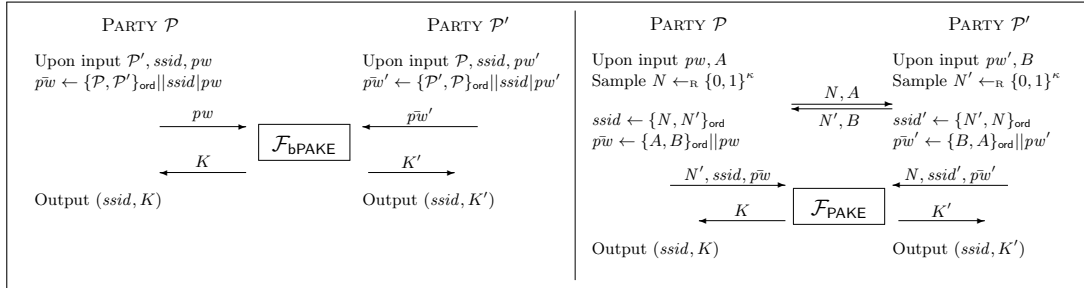 PARTY 𝒫
PARTY 𝒫′
Upon input 𝒫′, ssid, pw
p̄w ← {𝒫, 𝒫′}ord||ssid|pw
Upon input 𝒫, ssid, pw′
p̄w′ ← {𝒫′, 𝒫}ord||ssid|pw′
pw
p̄w′
ℱbPAKE
K
K′
Output (ssid, K)
Output (ssid, K′)
PARTY 𝒫
PARTY 𝒫′
Upon input pw, A
Sample N ←R {0, 1}^κ
Upon input pw′, B
Sample N′ ←R {0, 1}^κ
N, A
N′, B
ssid ← {N, N′}ord
p̄w ← {A, B}ord||pw
ssid′ ← {N′, N}ord
p̄w′ ← {B, A}ord||pw′
N′, ssid, p̄w
N, ssid′, p̄w′
ℱPAKE
K
K′
Output (ssid, K)
Output (ssid, K′)